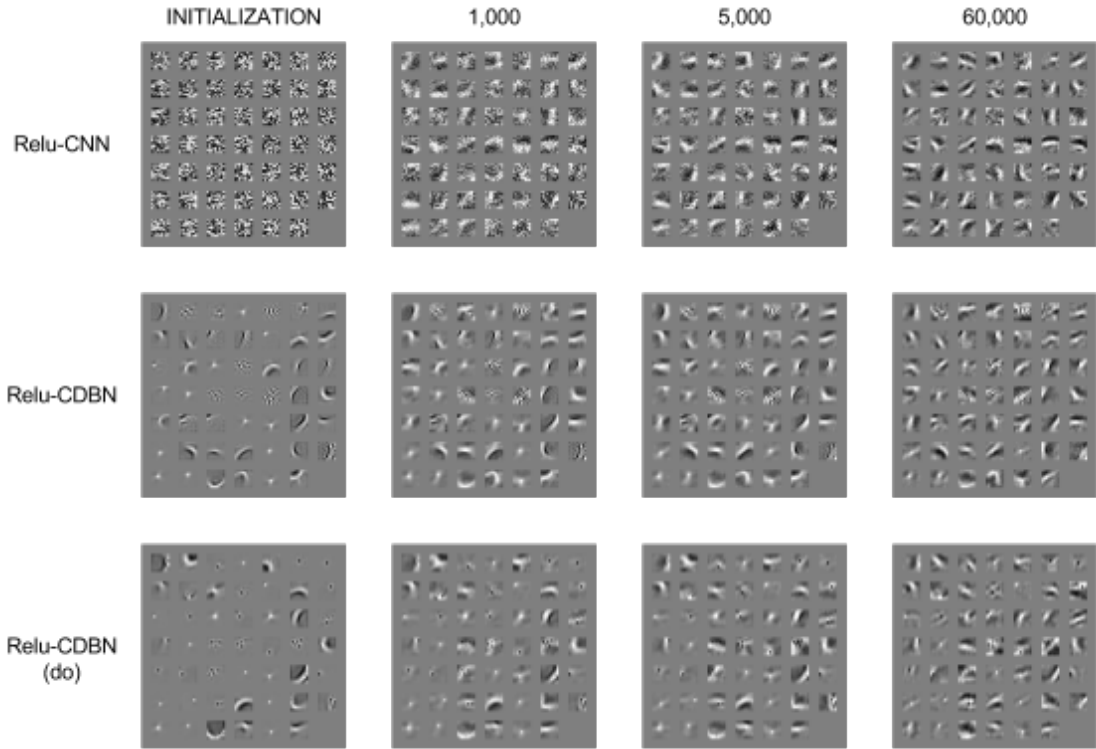 INITIALIZATION 1,000 5,000 60,000
Relu-CNN
Relu-CDBN
Relu-CDBN
(do)